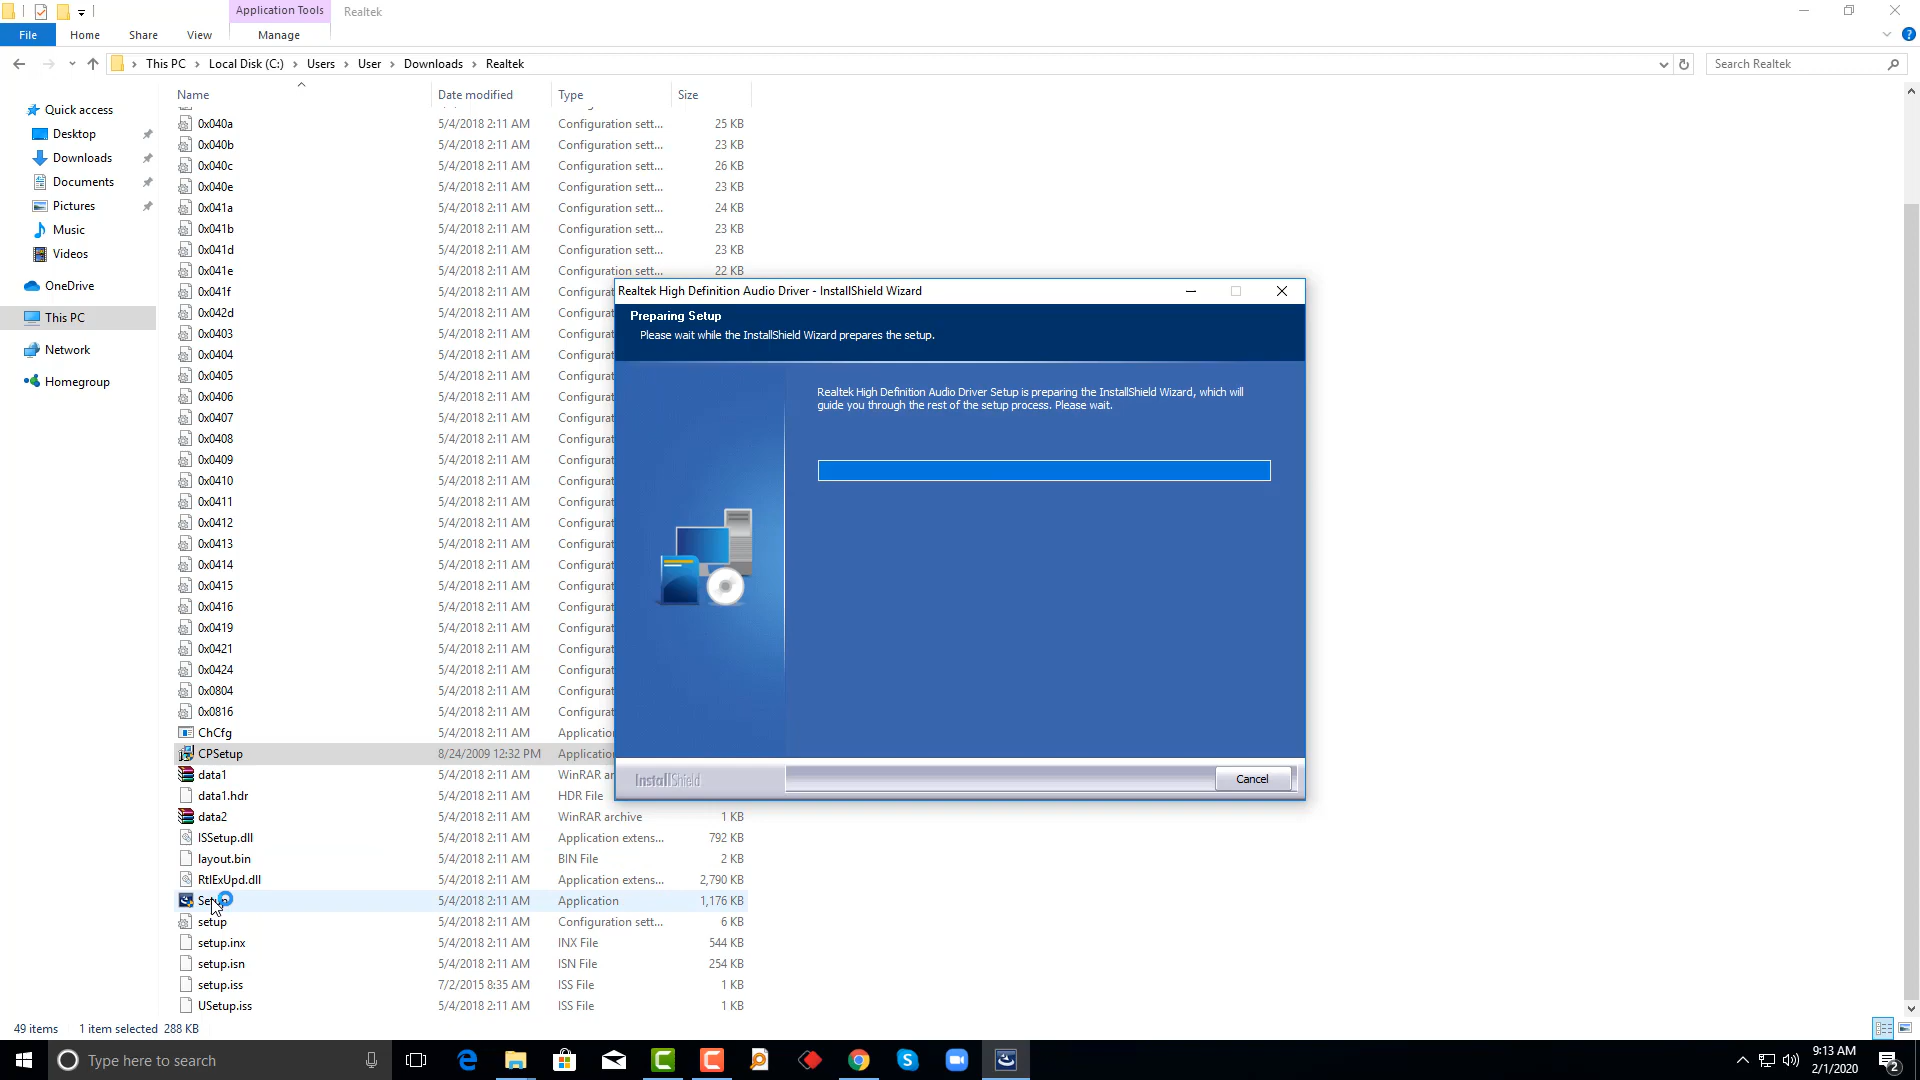 Application Tools
Realtek
File
Home
Share
View
Manage
This PC
Local Disk (C:)
Users
User
Downloads
Realtek
Search Realtek
Name
Date modified
Type
Size
Quick access
Desktop
Downloads
Documents
Pictures
Music
Videos
OneDrive
This PC
Network
Homegroup
0x040a 5/4/2018 2:11 AM Configuration sett... 25 KB
0x040b 5/4/2018 2:11 AM Configuration sett... 23 KB
0x040c 5/4/2018 2:11 AM Configuration sett... 26 KB
0x040e 5/4/2018 2:11 AM Configuration sett... 23 KB
0x041a 5/4/2018 2:11 AM Configuration sett... 24 KB
0x041b 5/4/2018 2:11 AM Configuration sett... 23 KB
0x041d 5/4/2018 2:11 AM Configuration sett... 23 KB
0x041e 5/4/2018 2:11 AM Configuration sett... 22 KB
0x041f 5/4/2018 2:11 AM Configurat
0x042d 5/4/2018 2:11 AM Configurat
0x0403 5/4/2018 2:11 AM Configurat
0x0404 5/4/2018 2:11 AM Configurat
0x0405 5/4/2018 2:11 AM Configurat
0x0406 5/4/2018 2:11 AM Configurat
0x0407 5/4/2018 2:11 AM Configurat
0x0408 5/4/2018 2:11 AM Configurat
0x0409 5/4/2018 2:11 AM Configurat
0x0410 5/4/2018 2:11 AM Configurat
0x0411 5/4/2018 2:11 AM Configurat
0x0412 5/4/2018 2:11 AM Configurat
0x0413 5/4/2018 2:11 AM Configurat
0x0414 5/4/2018 2:11 AM Configurat
0x0415 5/4/2018 2:11 AM Configurat
0x0416 5/4/2018 2:11 AM Configurat
0x0419 5/4/2018 2:11 AM Configurat
0x0421 5/4/2018 2:11 AM Configurat
0x0424 5/4/2018 2:11 AM Configurat
0x0804 5/4/2018 2:11 AM Configurat
0x0816 5/4/2018 2:11 AM Configurat
ChCfg 5/4/2018 2:11 AM Applicatio
CPSetup 8/24/2009 12:32 PM Applicatio
data1 5/4/2018 2:11 AM WinRAR ar
data1.hdr 5/4/2018 2:11 AM HDR File
data2 5/4/2018 2:11 AM WinRAR archive 1 KB
ISSetup.dll 5/4/2018 2:11 AM Application extens... 792 KB
layout.bin 5/4/2018 2:11 AM BIN File 2 KB
RtlExUpd.dll 5/4/2018 2:11 AM Application extens... 2,790 KB
Setup 5/4/2018 2:11 AM Application 1,176 KB
setup 5/4/2018 2:11 AM Configuration sett... 6 KB
setup.inx 5/4/2018 2:11 AM INX File 544 KB
setup.isn 5/4/2018 2:11 AM ISN File 254 KB
setup.iss 7/2/2015 8:35 AM ISS File 1 KB
USetup.iss 5/4/2018 2:11 AM ISS File 1 KB
Realtek High Definition Audio Driver - InstallShield Wizard
Preparing Setup
Please wait while the InstallShield Wizard prepares the setup.
Realtek High Definition Audio Driver Setup is preparing the InstallShield Wizard, which will
guide you through the rest of the setup process. Please wait.
InstallShield
Cancel
49 items
1 item selected 288 KB
Type here to search
9:13 AM
2/1/2020
2